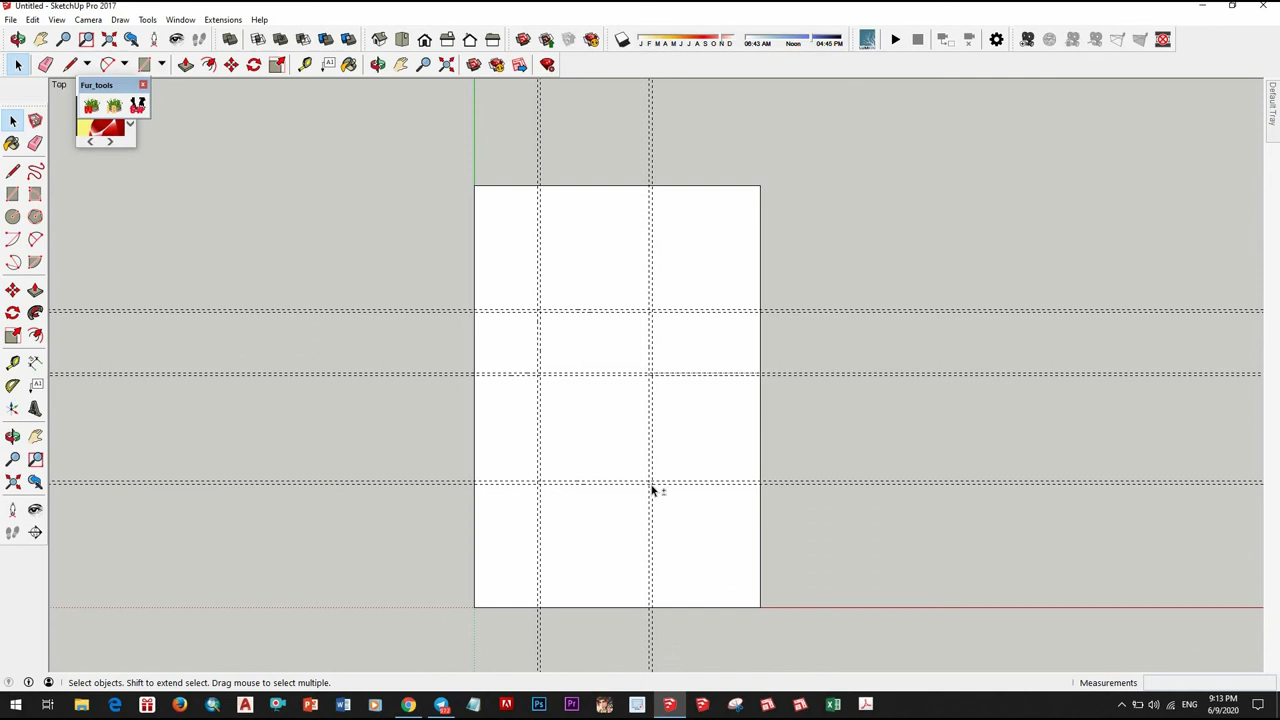 Untitled - SketchUp Pro 2017
File Edit View Camera Draw Tools Window Extensions Help
J F M A M J J A S O N D 06:43 AM Noon 04:45 PM
Top
Fur_tools
Default Tray
Select objects. Shift to extend select. Drag mouse to select multiple.
Measurements
ENG
9:13 PM
6/9/2020